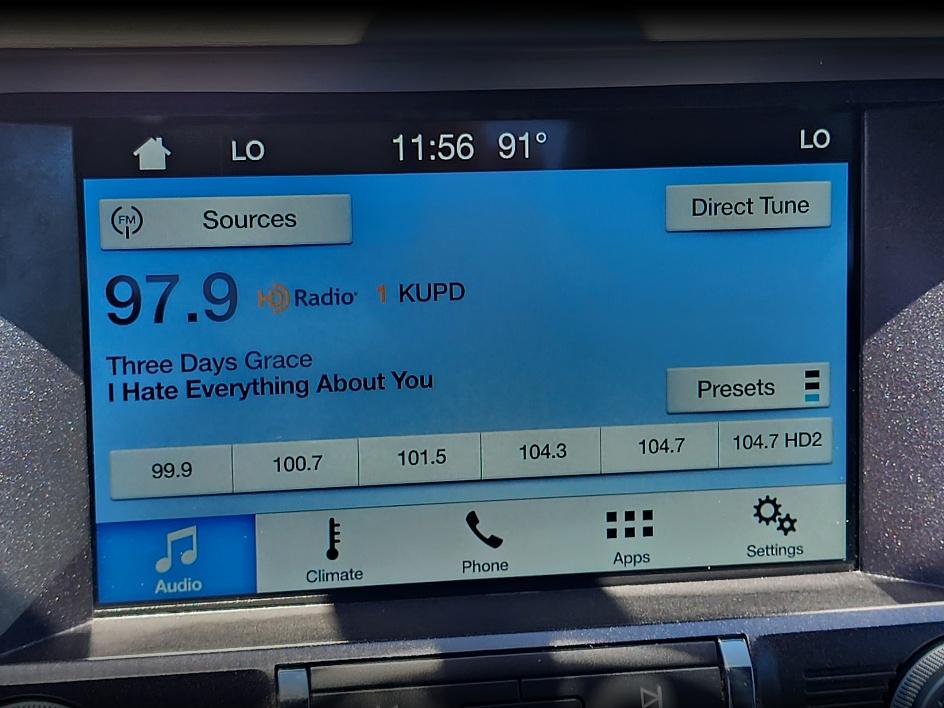 LO 11:56 91° LO
FM Sources Direct Tune
97.9 HD Radio 1 KUPD
Three Days Grace
I Hate Everything About You
Presets
99.9 100.7 101.5 104.3 104.7 104.7 HD2
Audio Climate Phone Apps Settings